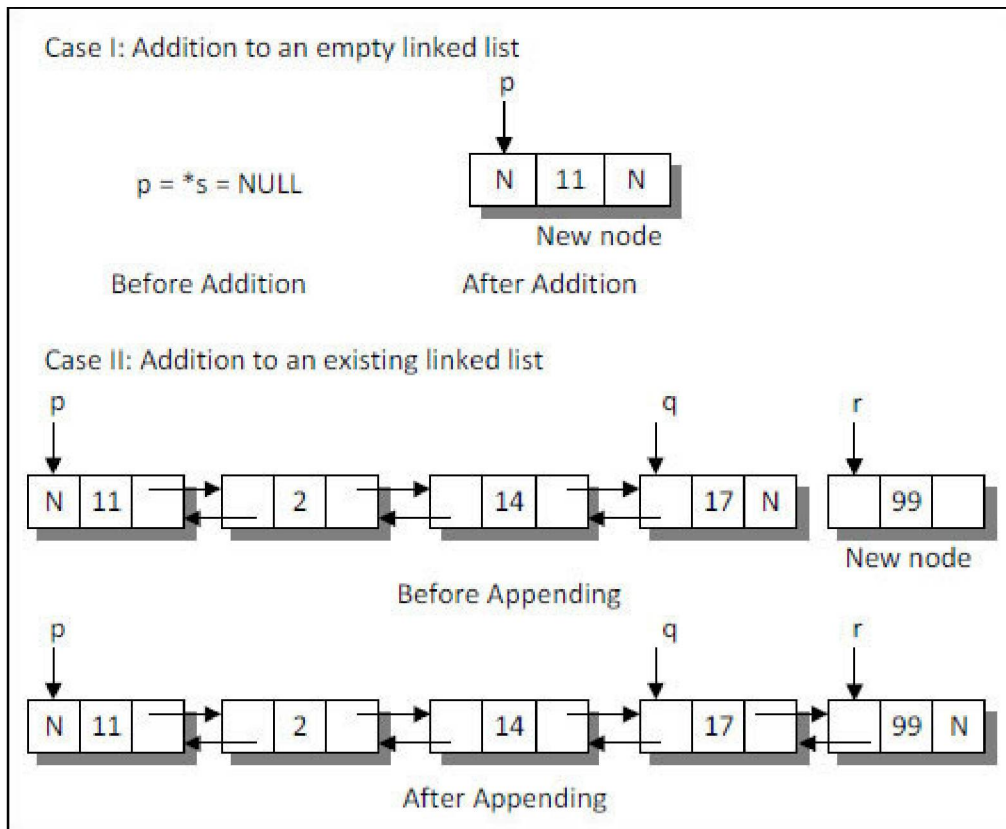 Case I: Addition to an empty linked list
p
p = *s = NULL
N 11 N
New node
Before Addition After Addition
Case II: Addition to an existing linked list
p q r
N 11 2 14 17 N 99
New node
Before Appending
p q r
N 11 2 14 17 99 N
After Appending